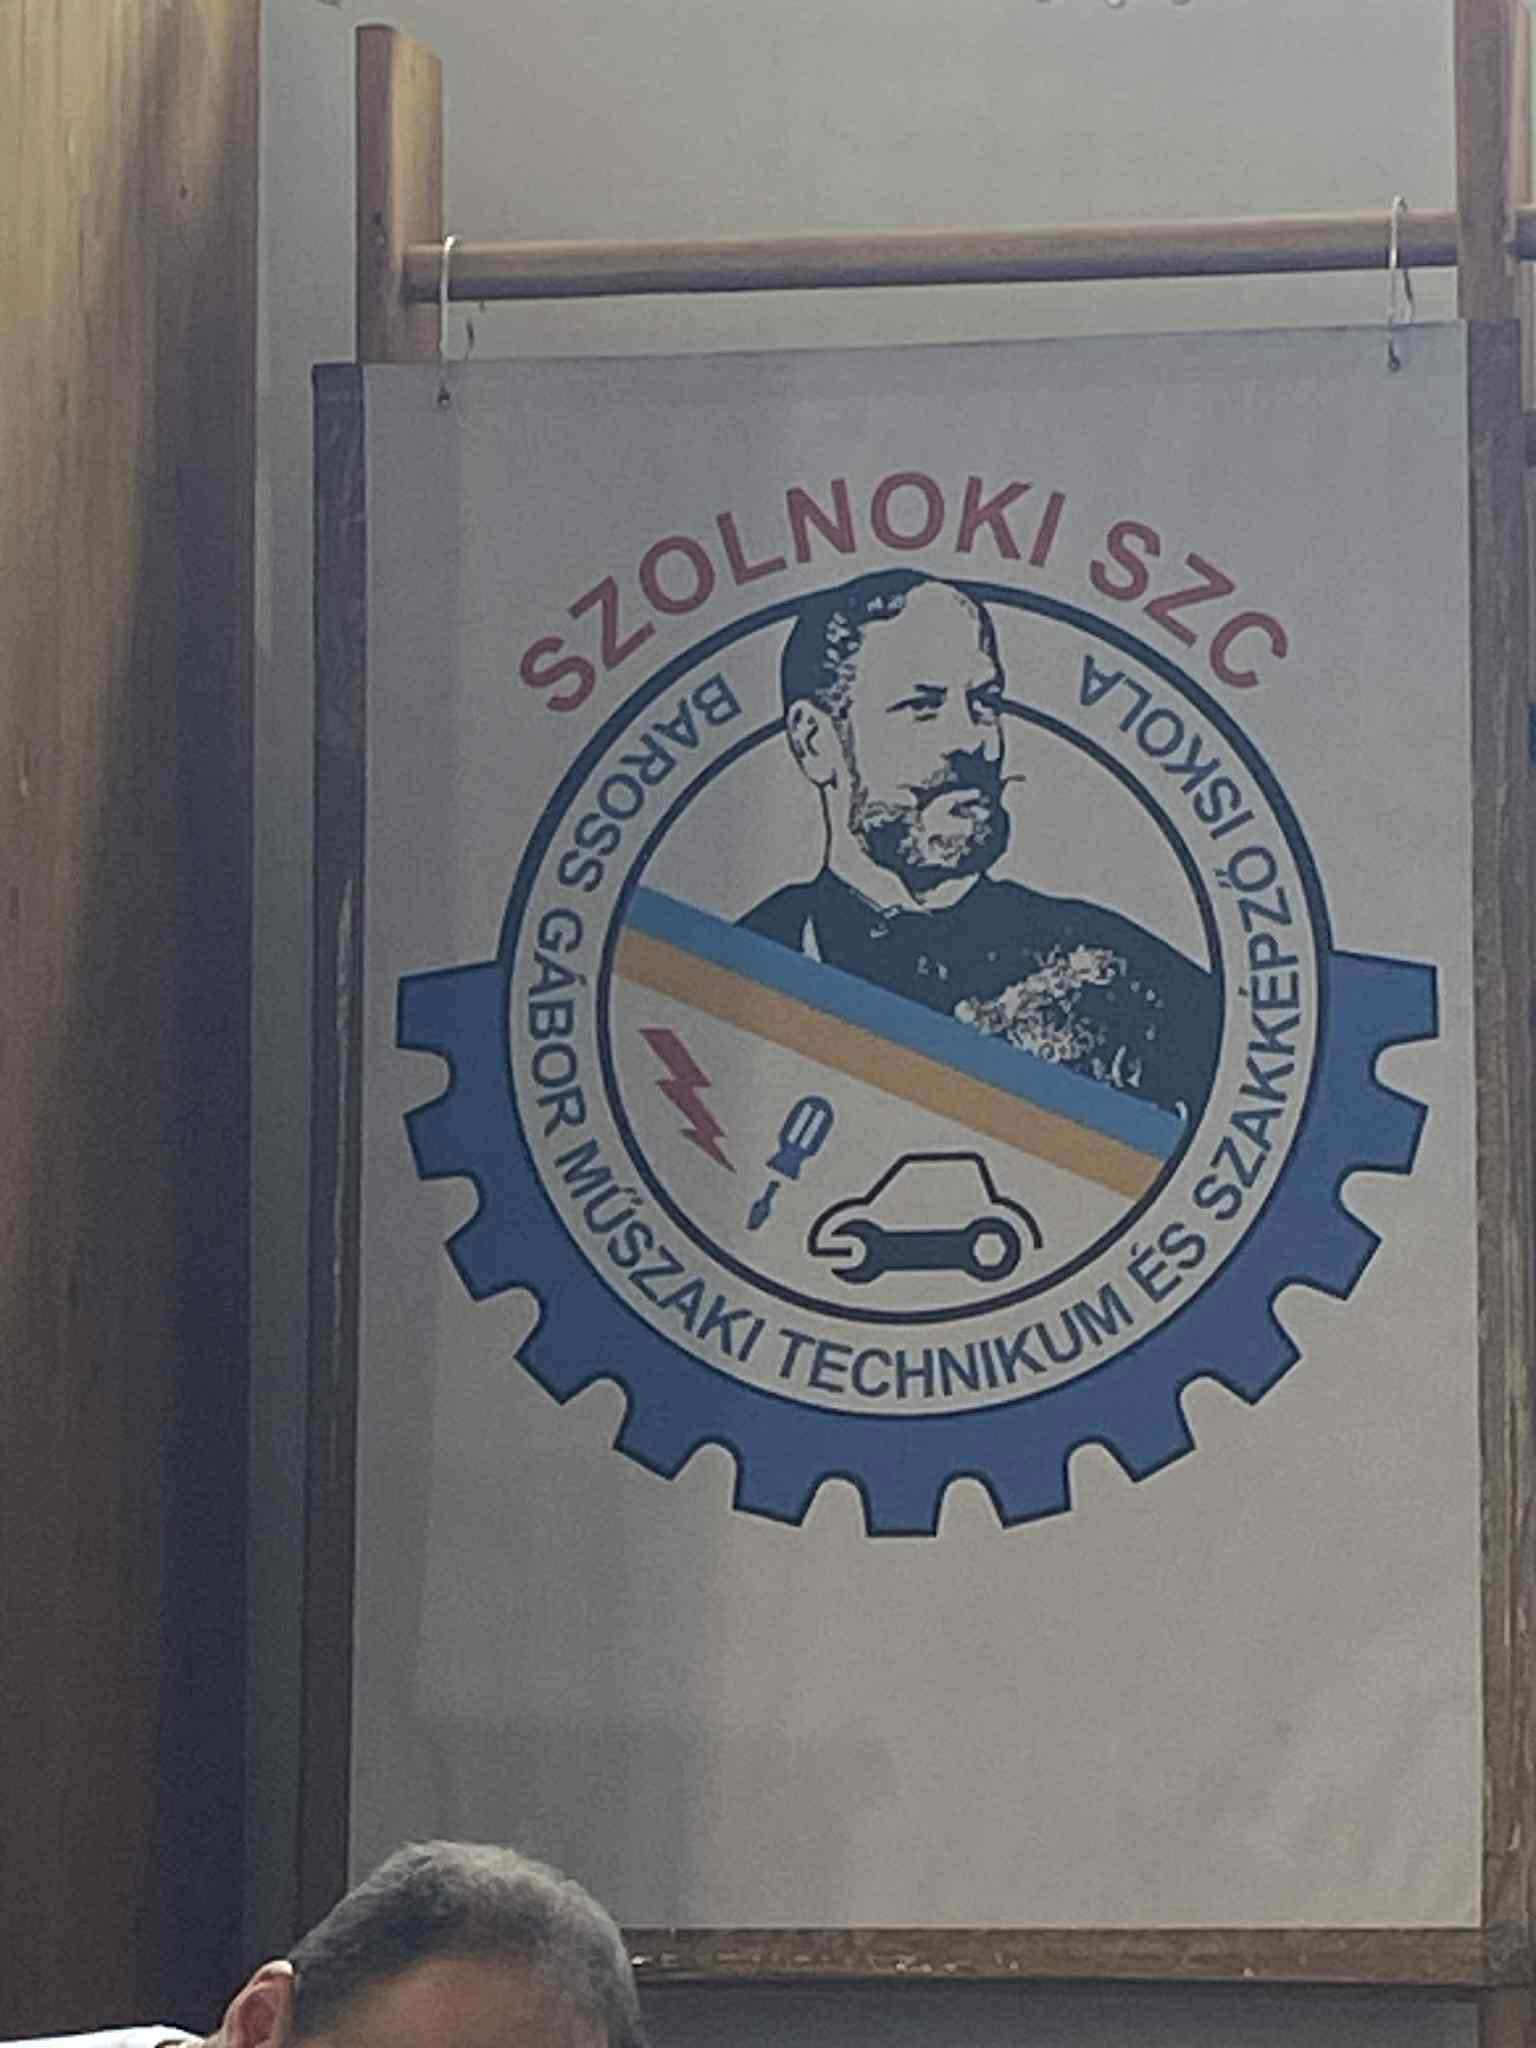 SZOLNOKI SZC
BAROSS GÁBOR MŰSZAKI TECHNIKUM ÉS SZAKKÉPZŐ ISKOLA